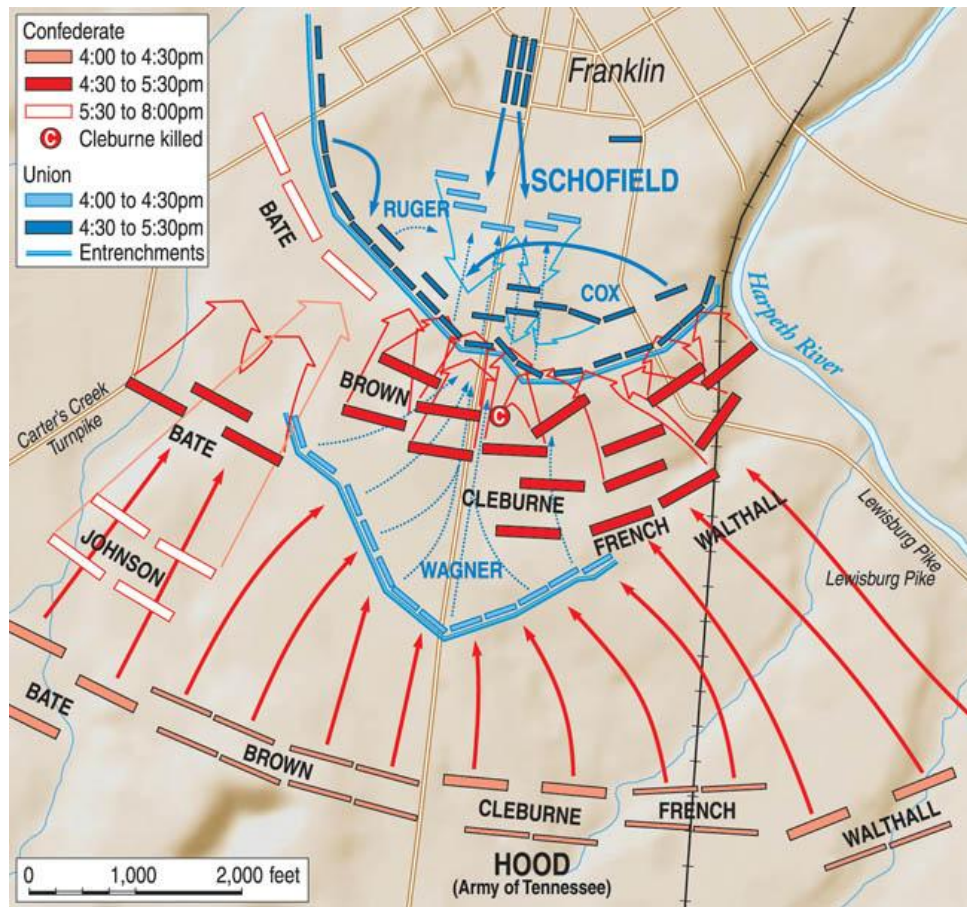 Confederate
4:00 to 4:30pm
4:30 to 5:30pm
5:30 to 8:00pm
C Cleburne killed
Union
4:00 to 4:30pm
4:30 to 5:30pm
Entrenchments
Franklin
SCHOFIELD
RUGER
BATE
COX
Harpeth River
BROWN
C
Carter's Creek
Turnpike
BATE
CLEBURNE
WALTHALL
FRENCH
Lewisburg Pike
Lewisburg Pike
JOHNSON
WAGNER
BATE
BROWN
CLEBURNE
FRENCH
WALTHALL
HOOD
(Army of Tennessee)
0 1,000 2,000 feet